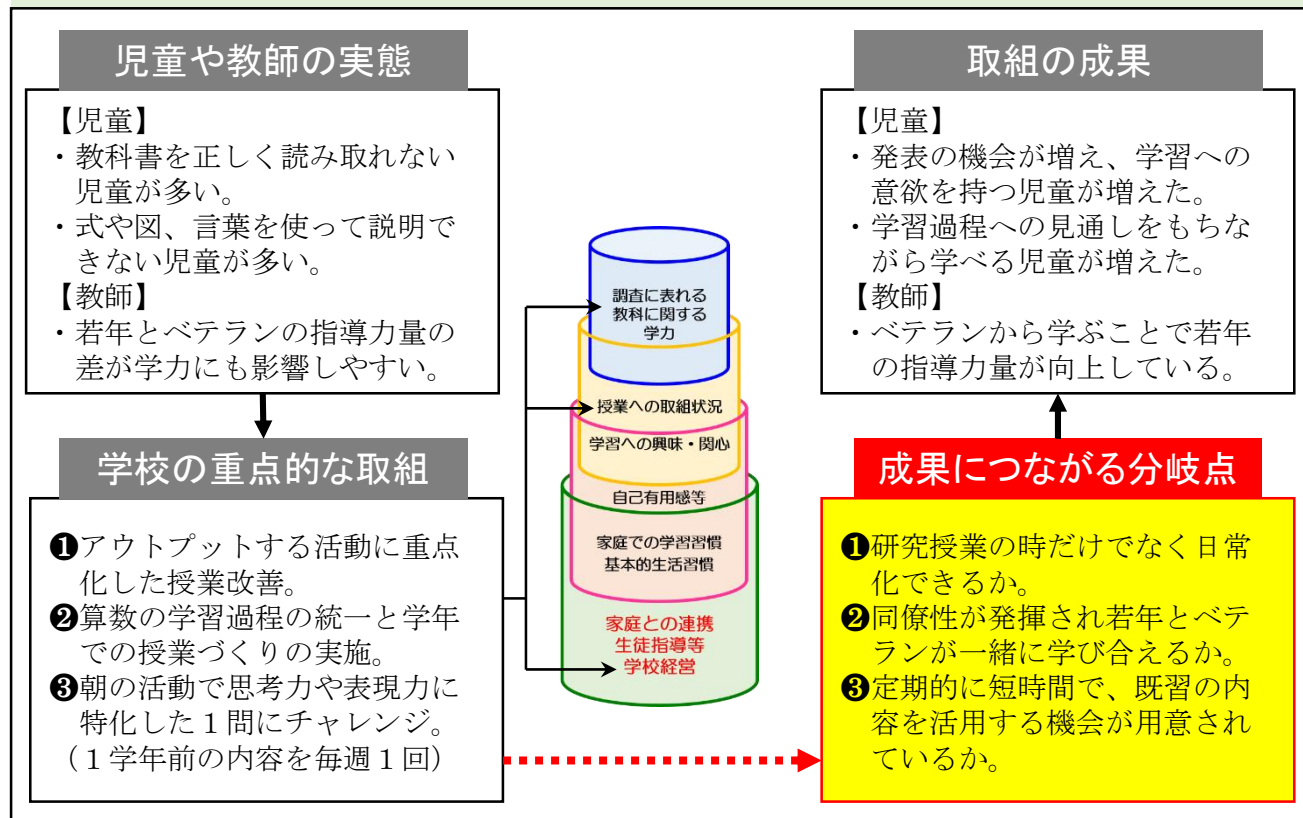 児童や教師の実態
【児童】
・教科書を正しく読み取れない
児童が多い。
・式や図、言葉を使って説明で
きない児童が多い。
【教師】
・若年とベテランの指導力量の
差が学力にも影響しやすい。
学校の重点的な取組
❶アウトプットする活動に重点
化した授業改善。
❷算数の学習過程の統一と学年
での授業づくりの実施。
❸朝の活動で思考力や表現力に
特化した１問にチャレンジ。
（１学年前の内容を毎週１回）
調査に表れる
教科に関する
学力
授業への取組状況
学習への興味・関心
自己有用感等
家庭での学習習慣
基本的生活習慣
家庭との連携
生徒指導等
学校経営
取組の成果
【児童】
・発表の機会が増え、学習への
意欲を持つ児童が増えた。
・学習過程への見通しをもちな
がら学べる児童が増えた。
【教師】
・ベテランから学ぶことで若年
の指導力量が向上している。
成果につながる分岐点
❶研究授業の時だけでなく日常
化できるか。
❷同僚性が発揮され若年とベテ
ランが一緒に学び合えるか。
❸定期的に短時間で、既習の内
容を活用する機会が用意され
ているか。